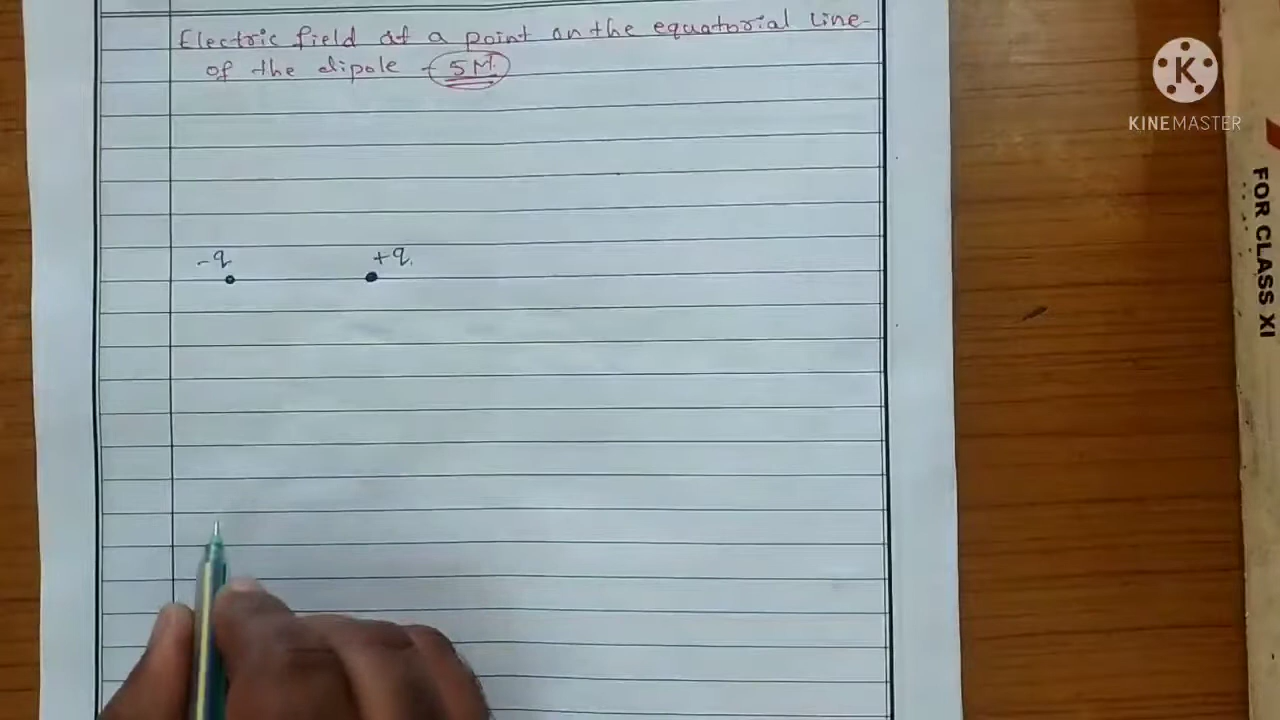 Electric field at a point on the equatorial line
of the dipole - 5M
-q +q
KINEMASTER
FOR CLASS XI